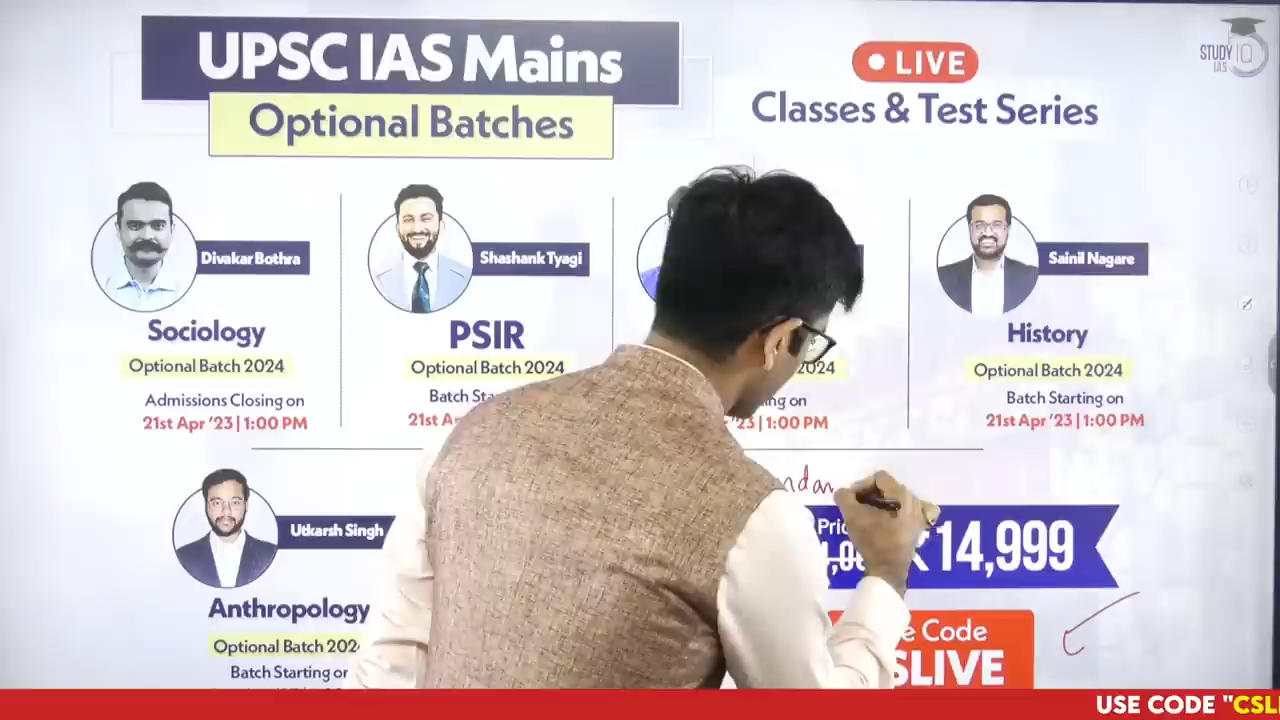 UPSC IAS Mains
Optional Batches
LIVE
Classes & Test Series
STUDY IQ
IAS
Divakar Bothra
Sociology
Optional Batch 2024
Admissions Closing on
21st Apr '23 | 1:00 PM
Shashank Tyagi
PSIR
Optional Batch 2024
Batch
21st
2024
'23 | 1:00 PM
Sainil Nagare
History
Optional Batch 2024
Batch Starting on
21st Apr '23 | 1:00 PM
Utkarsh Singh
Anthropology
Optional Batch
Batch Starting on
14,999
Code
SLIVE
USE CODE "CSL